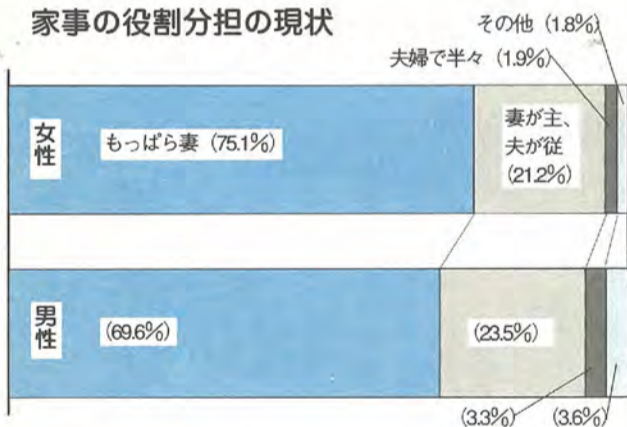 家事の役割分担の現状
その他 (1.8%)
夫婦で半々 (1.9%)
女性
もっぱら妻 (75.1%)
妻が主、
夫が従
(21.2%)
男性
(69.6%)
(23.5%)
(3.3%)
(3.6%)